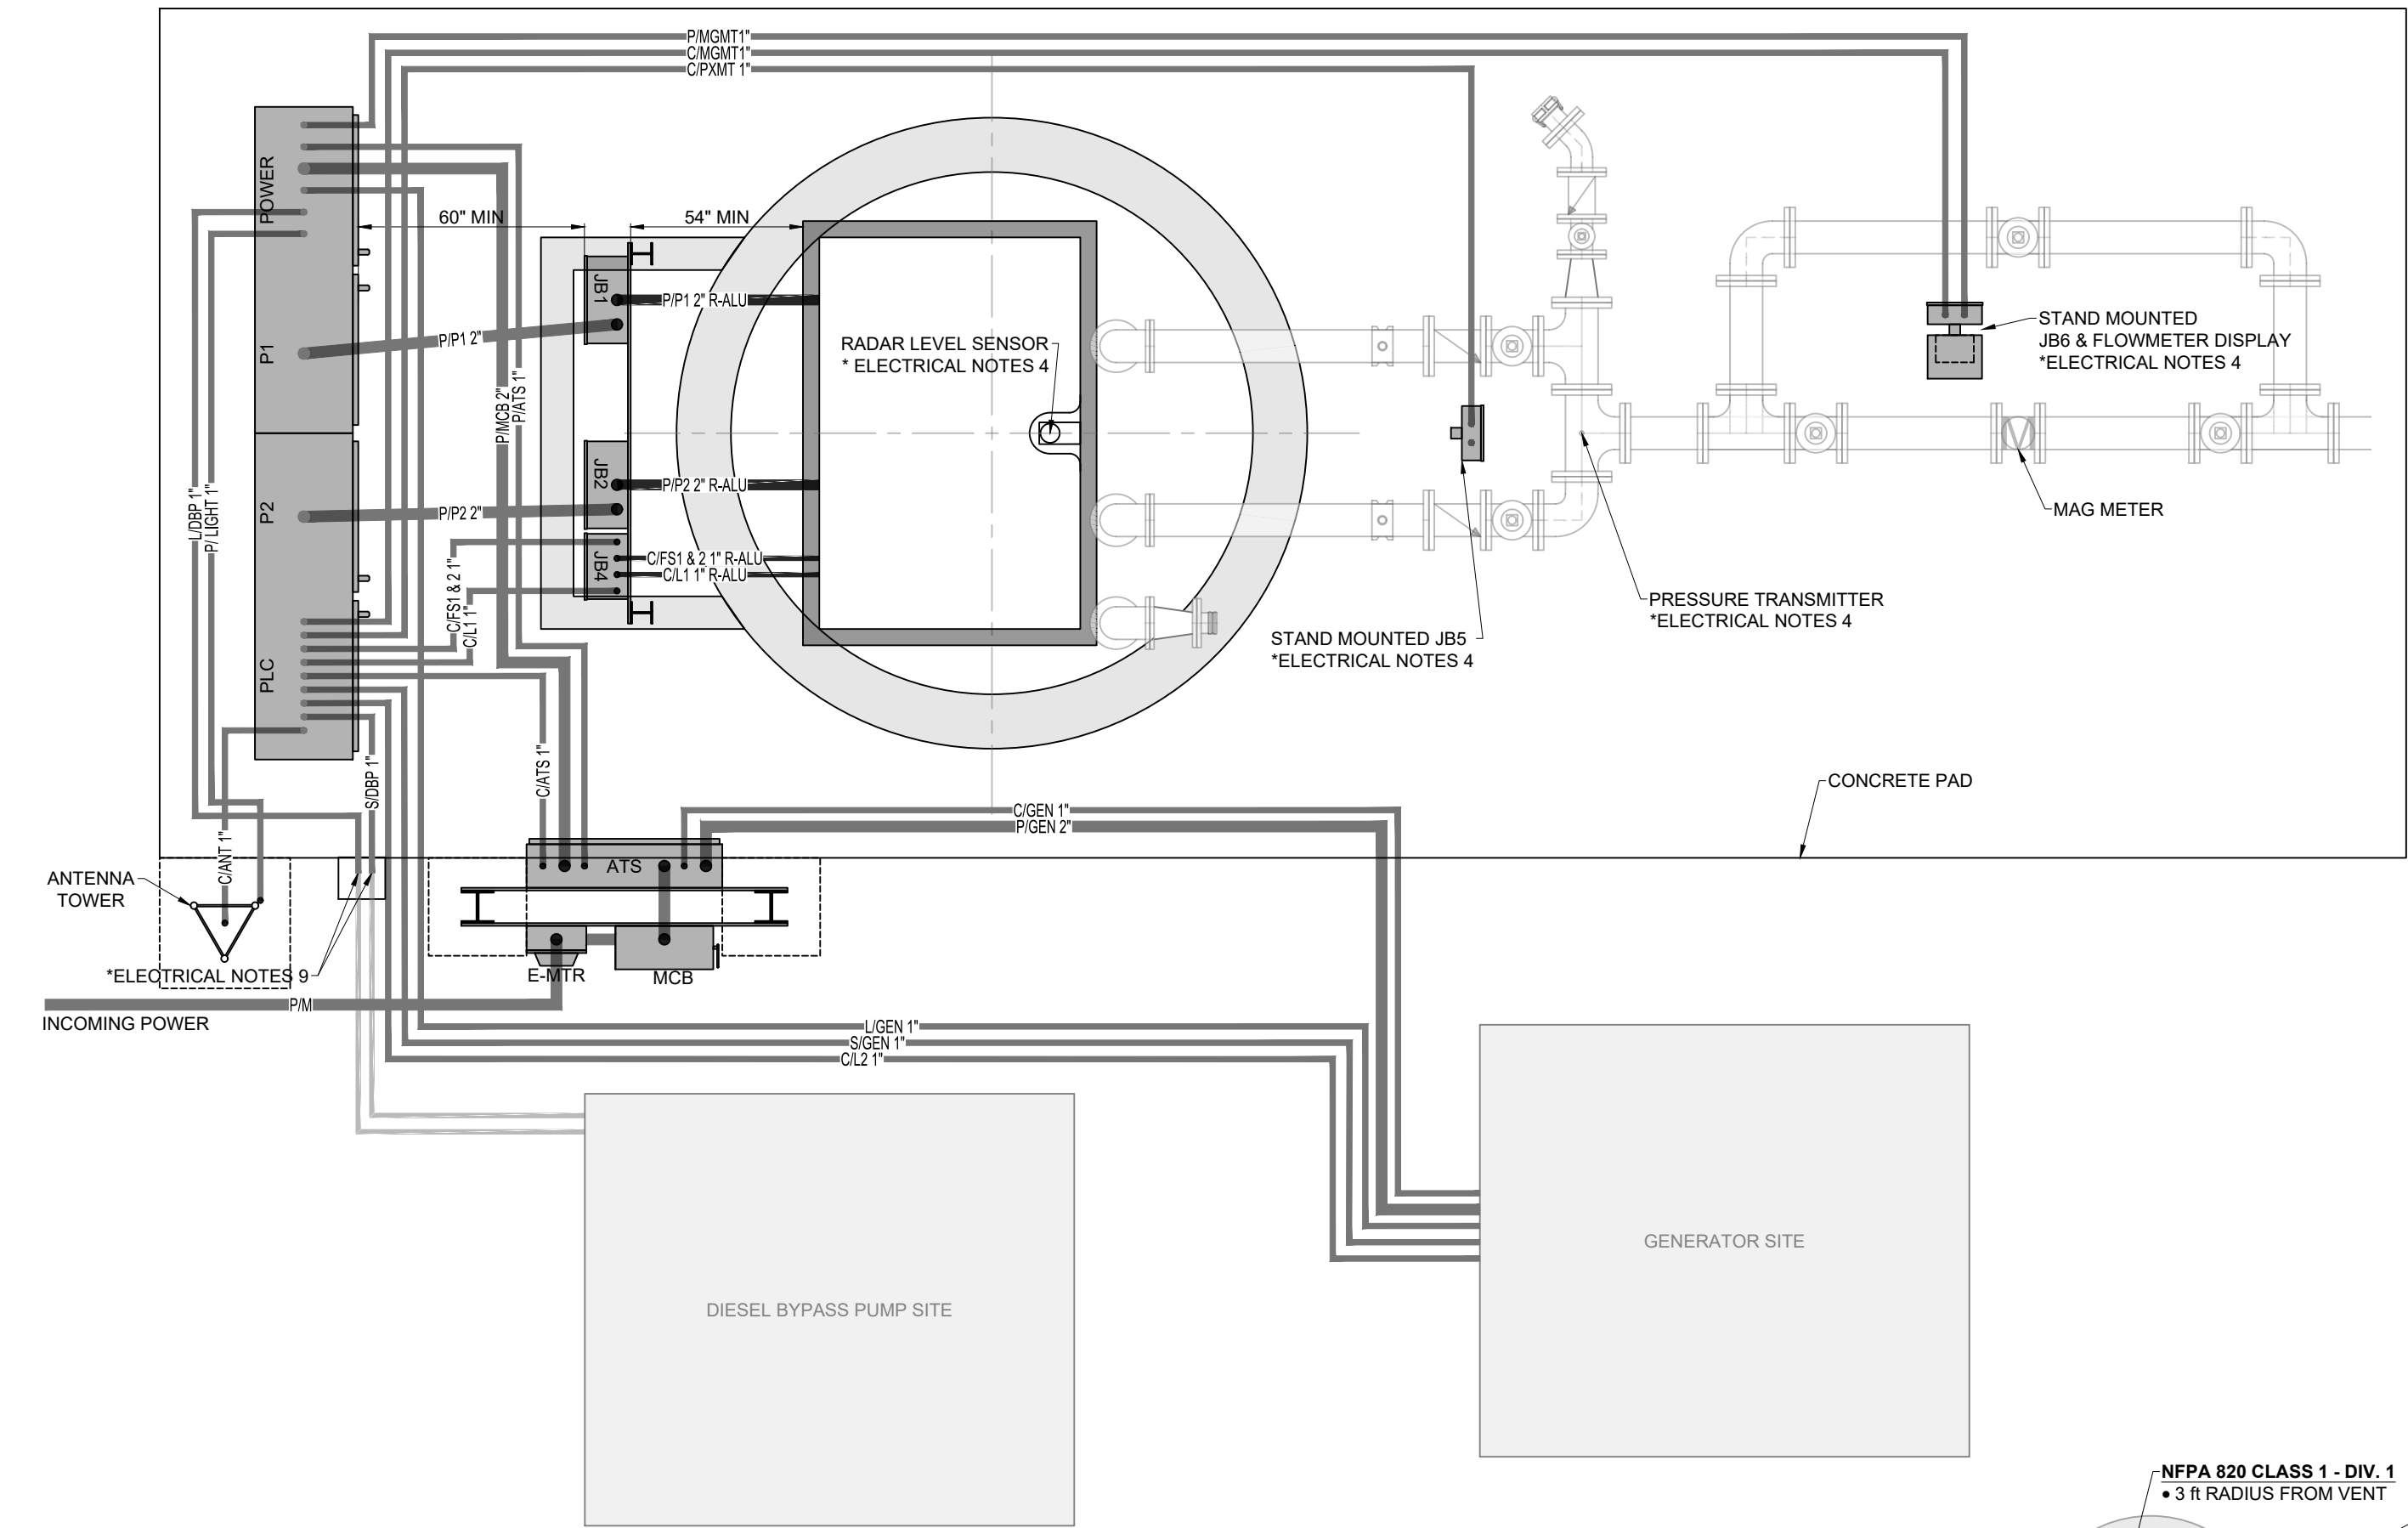 P/MGMT1"
C/MGMT1"
C/PXMT 1"
POWER
P1
P2
PLC
60" MIN
54" MIN
JB1
JB2
JB4
P/P1 2" R-ALU
P/P1 2"
P/MCB 2"
P/ATS 1"
P/P2 2" R-ALU
P/P2 2"
C/FS1 & 2 1" R-ALU
C/L1 1" R-ALU
C/FS1 & 2 1"
C/L1 1"
L/DBP 1"
P/LIGHT 1"
RADAR LEVEL SENSOR
* ELECTRICAL NOTES 4
STAND MOUNTED
JB6 & FLOWMETER DISPLAY
*ELECTRICAL NOTES 4
MAG METER
PRESSURE TRANSMITTER
*ELECTRICAL NOTES 4
STAND MOUNTED JB5
*ELECTRICAL NOTES 4
CONCRETE PAD
S/DBP 1"
C/ATS 1"
C/ANT 1"
C/GEN 1"
P/GEN 2"
ATS
ANTENNA
TOWER
*ELECTRICAL NOTES 9
E-MTR
MCB
P/M
INCOMING POWER
L/GEN 1"
S/GEN 1"
C/L2 1"
GENERATOR SITE
DIESEL BYPASS PUMP SITE
NFPA 820 CLASS 1 - DIV. 1
• 3 ft RADIUS FROM VENT